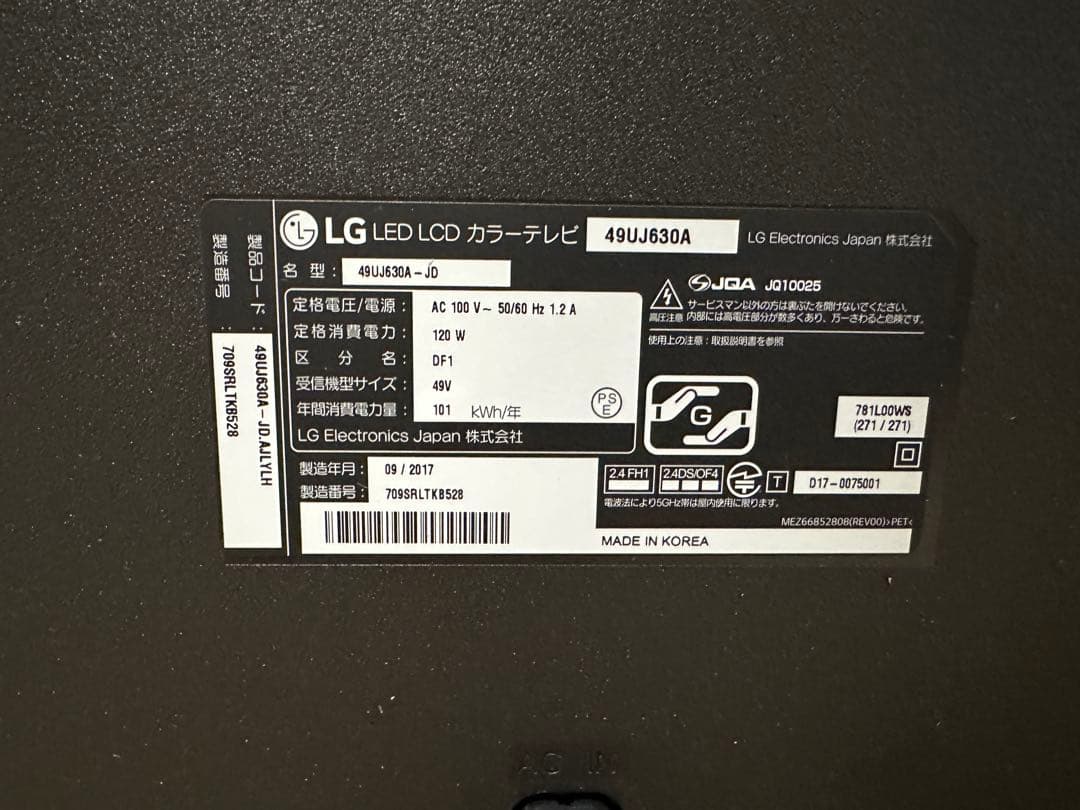 LG LED LCD カラーテレビ 49UJ630A LG Electronics Japan 株式会社
名 型 : 49UJ630A-JD
定格電圧/電源 : AC 100 V~ 50/60 Hz 1.2 A
定格消費電力 : 120 W
区 分 名 : DF1
受信機型サイズ : 49V
年間消費電力量 : 101 kWh/年
PS
E
LG Electronics Japan 株式会社
製造年月 : 09 / 2017
製造番号 : 709SRLTKB528
製品コード : 49UJ630A-JD.AJLYLH
製造番号 : 709SRLTKB528
JQA JQ10025
高圧注意
サービスマン以外の方は裏ぶたを開けないでください。
内部には高電圧部分が数多くあり、万一さわると危険です。
使用上の注意 : 取扱説明書を参照
G
781L00WS
(271 / 271)
2.4 FH1 2.4DS/OF4 T D17-0075001
電波法により5GHz帯は屋内使用に限ります。
MEZ66852808(REV00)>PET<
MADE IN KOREA
AC IN